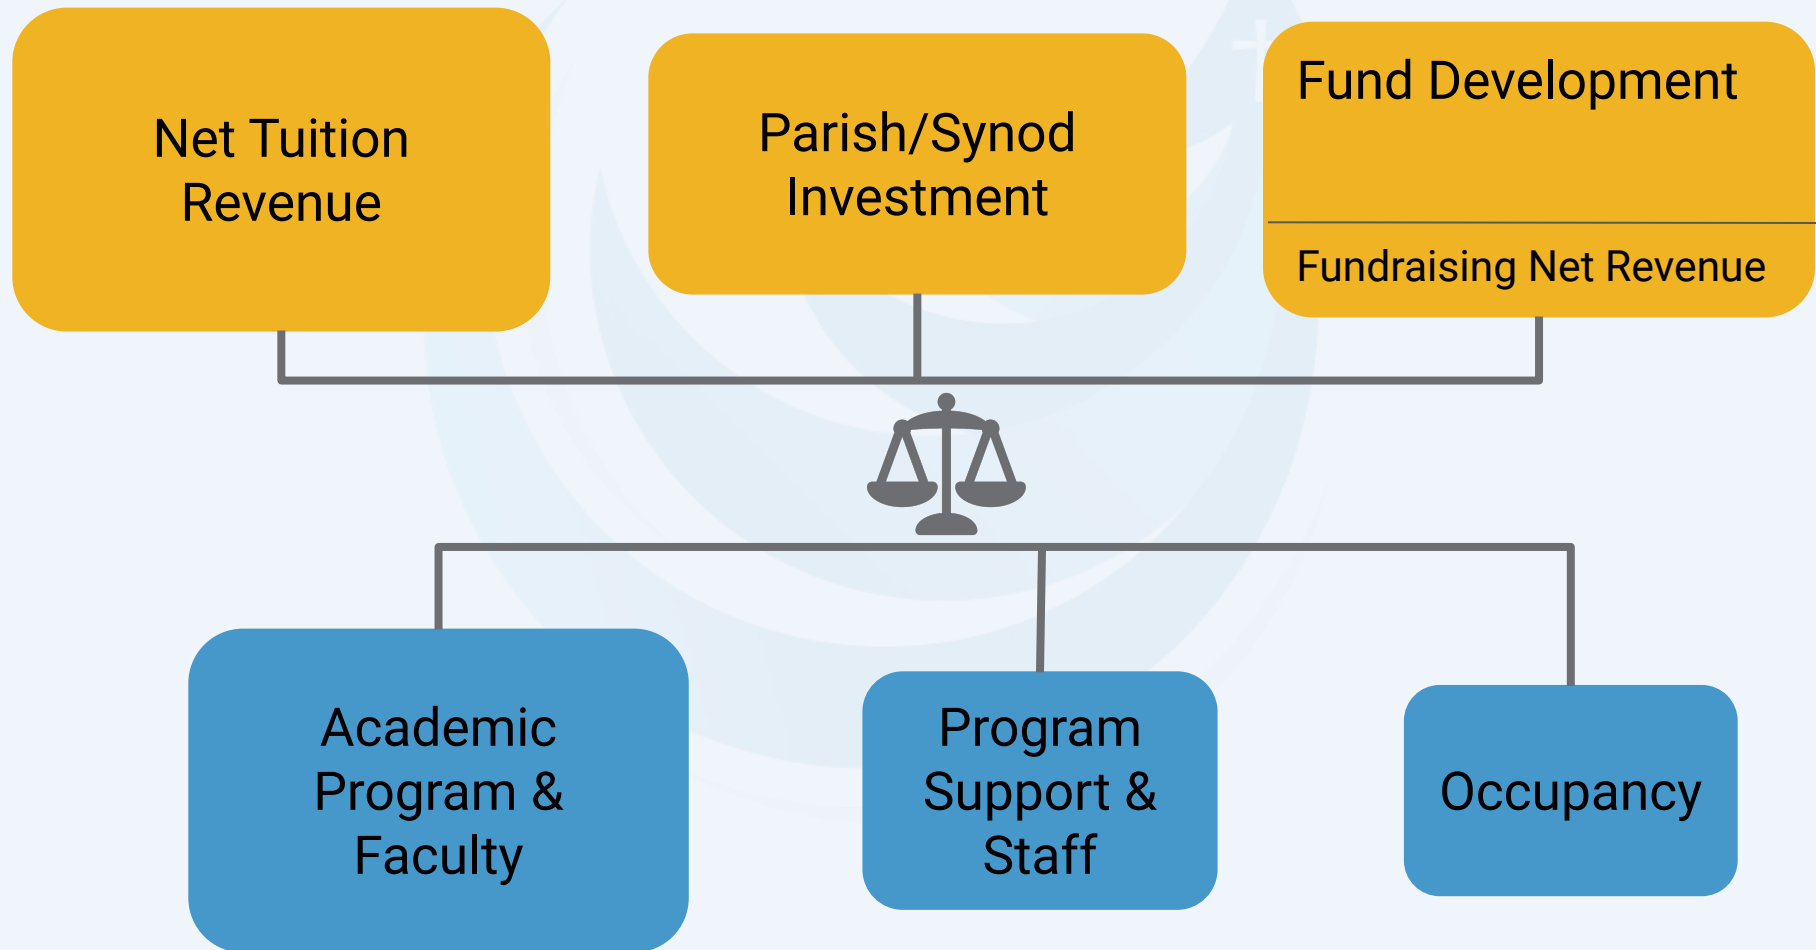 Net Tuition
Revenue
Parish/Synod
Investment
Fund Development
Fundraising Net Revenue
Academic
Program &
Faculty
Program
Support &
Staff
Occupancy